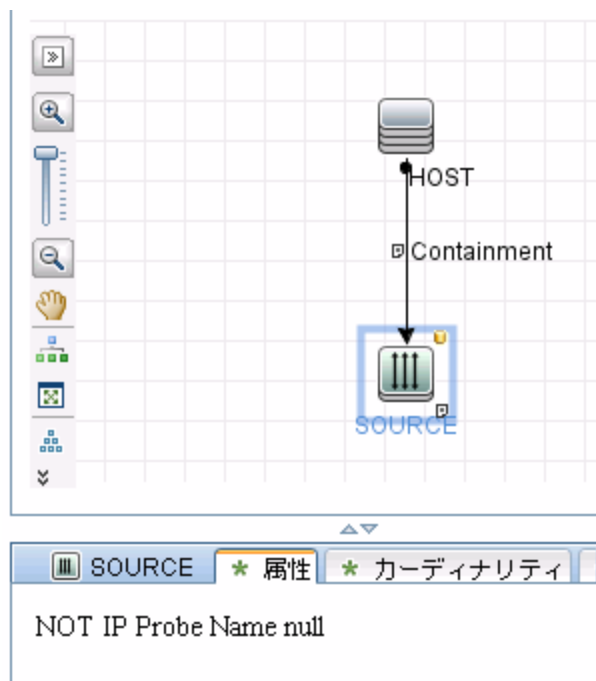 HOST
Containment
SOURCE
SOURCE
* 属性
* カーディナリティ
NOT IP Probe Name null